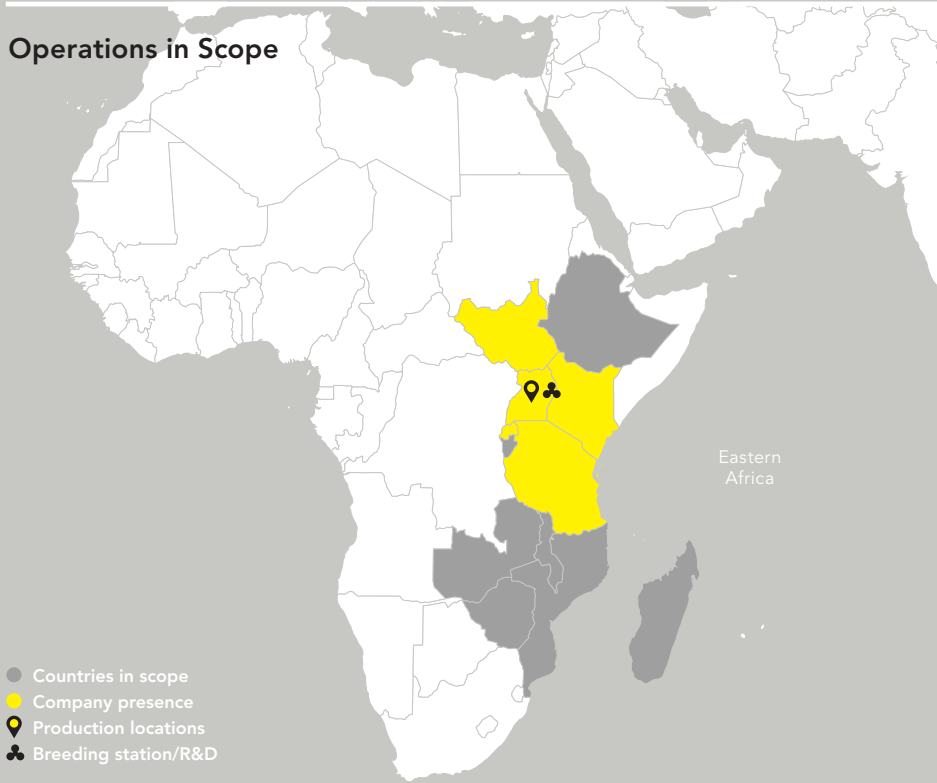 Operations in Scope
Eastern
Africa
Countries in scope
Company presence
Production locations
Breeding station/R&D